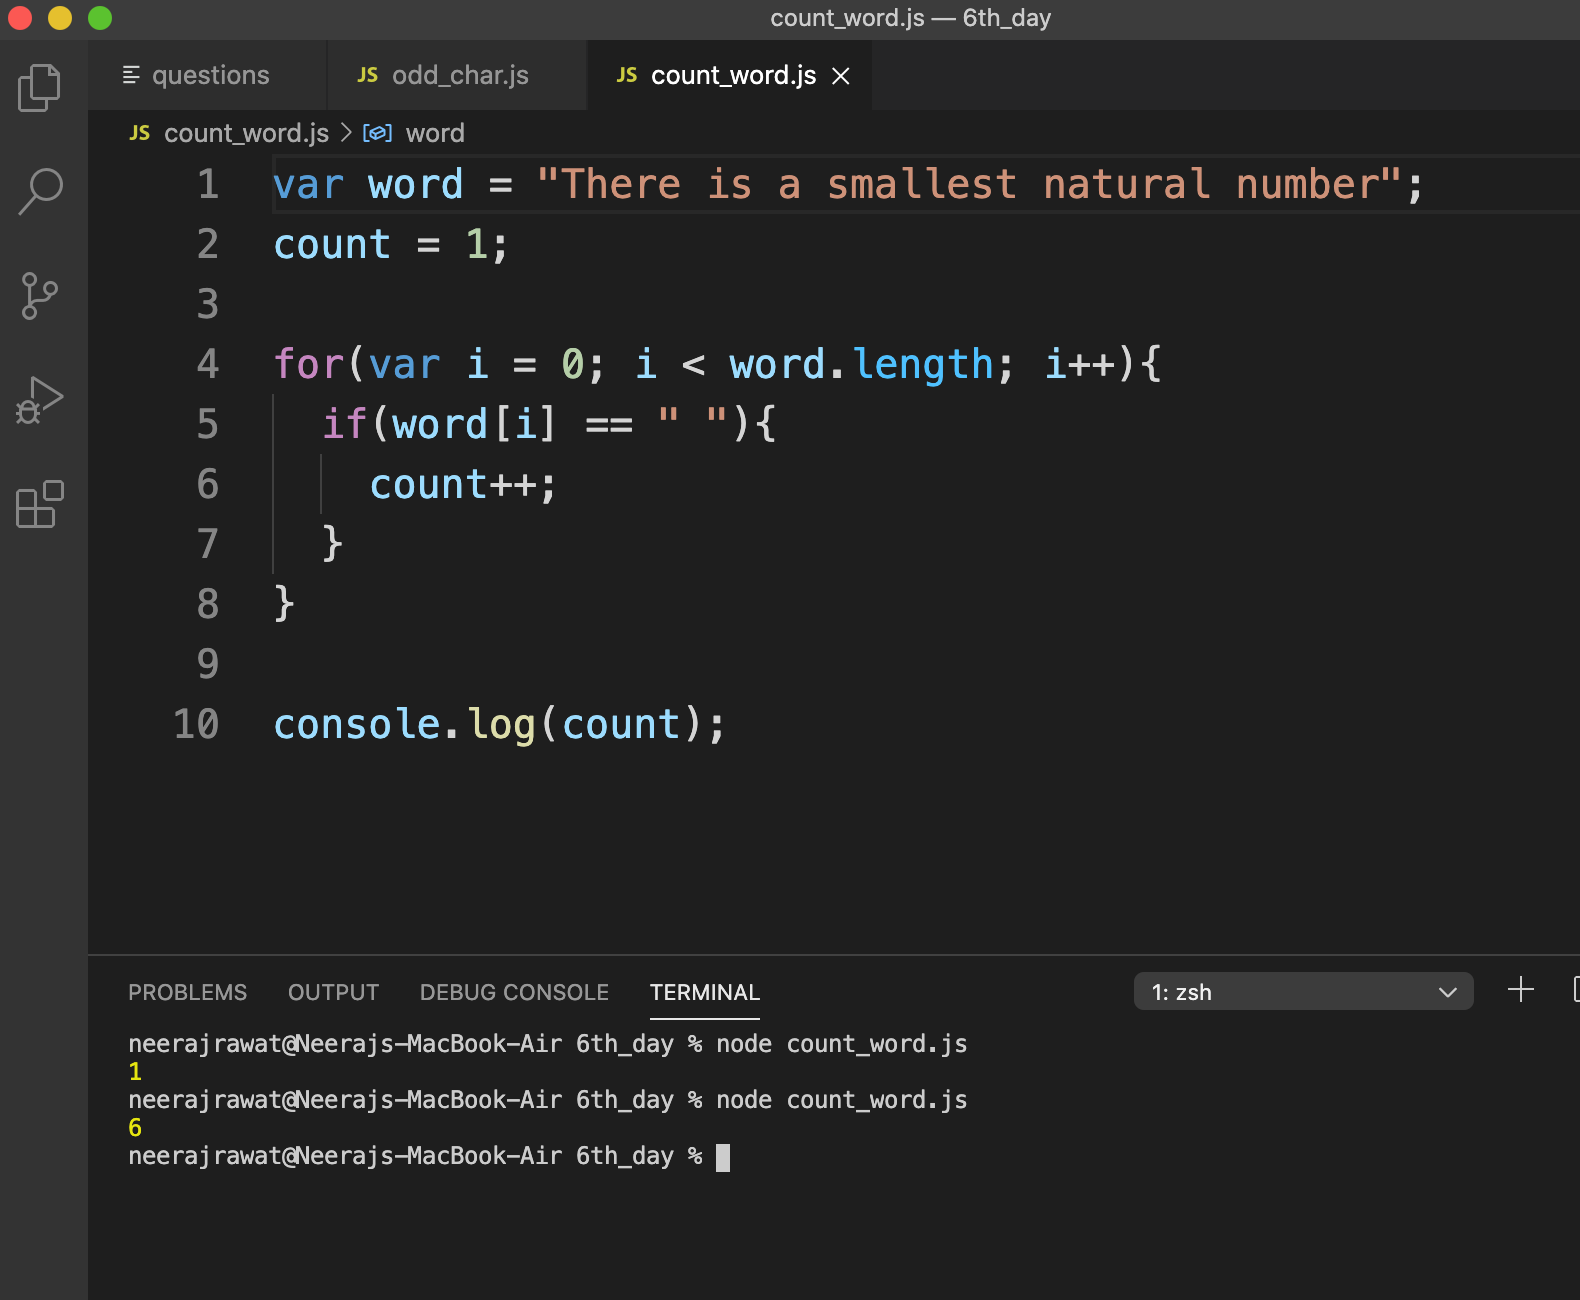 count_word.js — 6th_day
questions JS odd_char.js JS count_word.js
JS count_word.js > word
1 var word = "There is a smallest natural number";
2 count = 1;
3
4 for(var i = 0; i < word.length; i++){
5   if(word[i] == " "){
6     count++;
7   }
8 }
9
10 console.log(count);
PROBLEMS OUTPUT DEBUG CONSOLE TERMINAL 1: zsh
neerajrawat@Neerajs-MacBook-Air 6th_day % node count_word.js
1
neerajrawat@Neerajs-MacBook-Air 6th_day % node count_word.js
6
neerajrawat@Neerajs-MacBook-Air 6th_day %